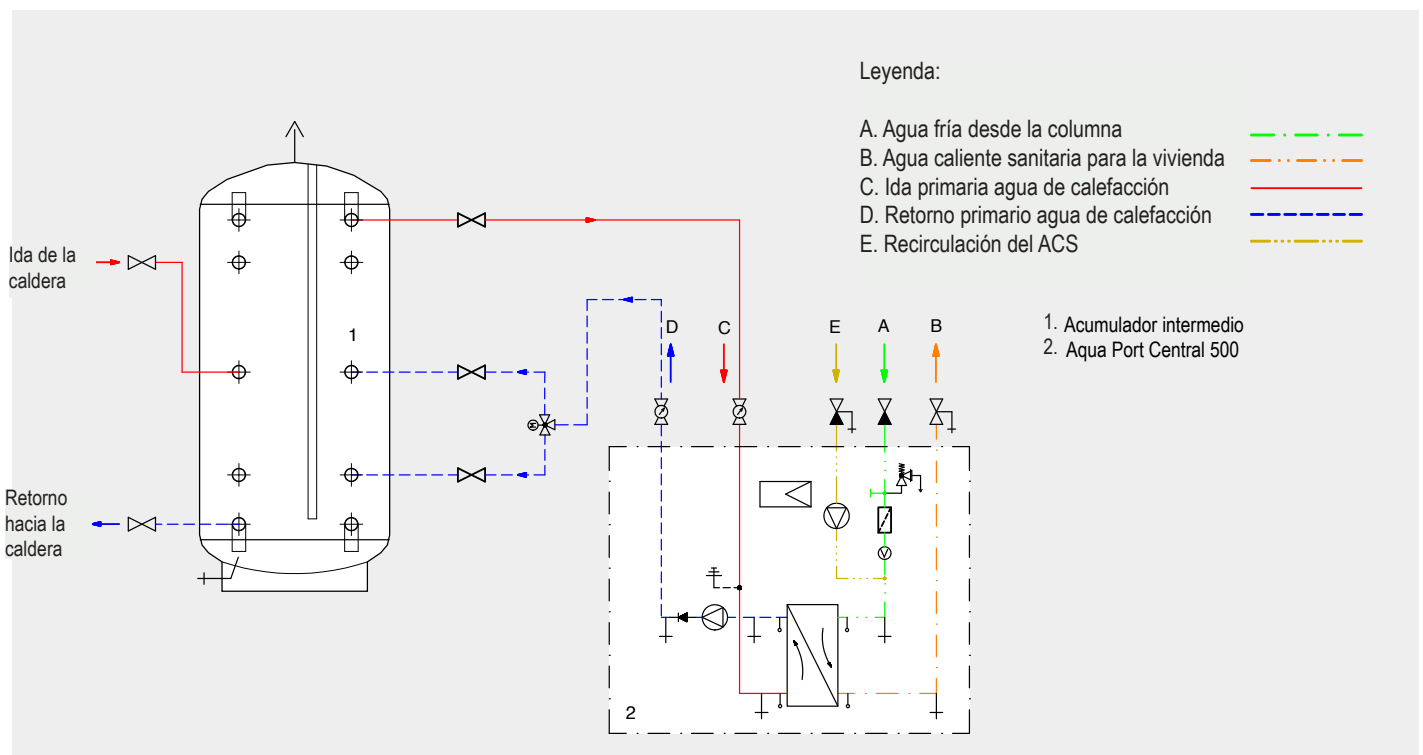 Leyenda:
A. Agua fría desde la columna
B. Agua caliente sanitaria para la vivienda
C. Ida primaria agua de calefacción
D. Retorno primario agua de calefacción
E. Recirculación del ACS
1. Acumulador intermedio
2. Aqua Port Central 500
Ida de la
caldera
1
D
C
E
A
B
M
Retorno
hacia la
caldera
V
2